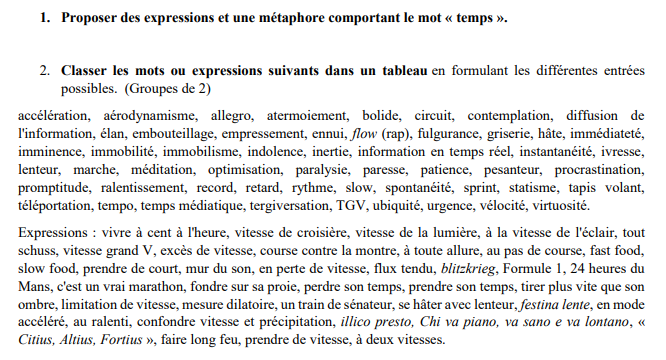 1. Proposer des expressions et une métaphore comportant le mot « temps ».
2. Classer les mots ou expressions suivants dans un tableau en formulant les différentes entrées
possibles. (Groupes de 2)
accélération, aérodynamisme, allegro, atermoiement, bolide, circuit, contemplation, diffusion de
l'information, élan, embouteillage, empressement, ennui, flow (rap), fulgurance, griserie, hâte, immédiateté,
imminence, immobilité, immobilisme, indolence, inertie, information en temps réel, instantanéité, ivresse,
lenteur, marche, méditation, optimisation, paralysie, paresse, patience, pesanteur, procrastination,
promptitude, ralentissement, record, retard, rythme, slow, spontanéité, sprint, statisme, tapis volant,
téléportation, tempo, temps médiatique, tergiversation, TGV, ubiquité, urgence, vélocité, virtuosité.
Expressions : vivre à cent à l'heure, vitesse de croisière, vitesse de la lumière, à la vitesse de l'éclair, tout
schuss, vitesse grand V, excès de vitesse, course contre la montre, à toute allure, au pas de course, fast food,
slow food, prendre de court, mur du son, en perte de vitesse, flux tendu, blitzkrieg, Formule 1, 24 heures du
Mans, c'est un vrai marathon, fondre sur sa proie, perdre son temps, prendre son temps, tirer plus vite que son
ombre, limitation de vitesse, mesure dilatoire, un train de sénateur, se hâter avec lenteur, festina lente, en mode
accéléré, au ralenti, confondre vitesse et précipitation, illico presto, Chi va piano, va sano e va lontano, «
Citius, Altius, Fortius », faire long feu, prendre de vitesse, à deux vitesses.